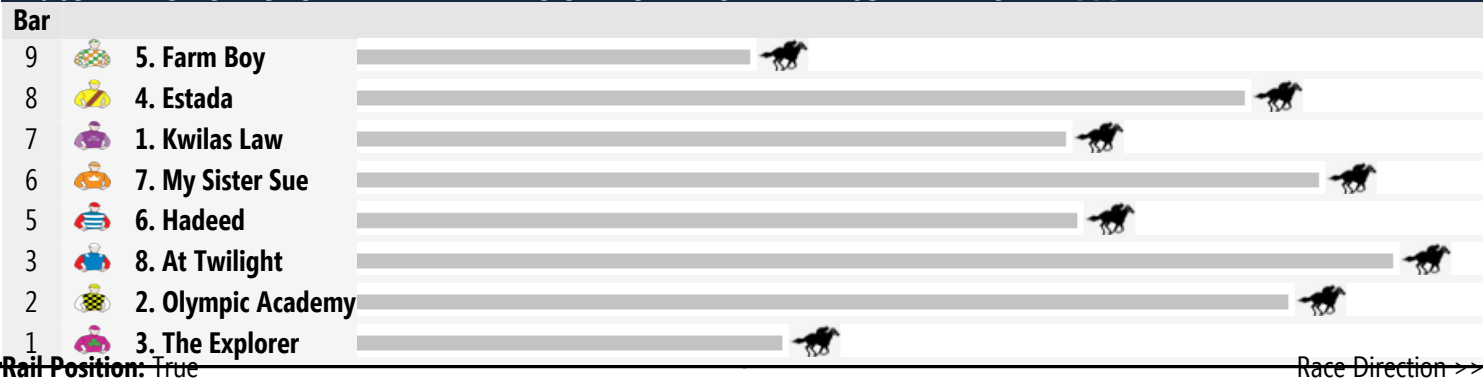 Bar
9 5. Farm Boy
8 4. Estada
7 1. Kwilas Law
6 7. My Sister Sue
5 6. Hadeed
3 8. At Twilight
2 2. Olympic Academy
1 3. The Explorer
Rail Position: True Race Direction >>